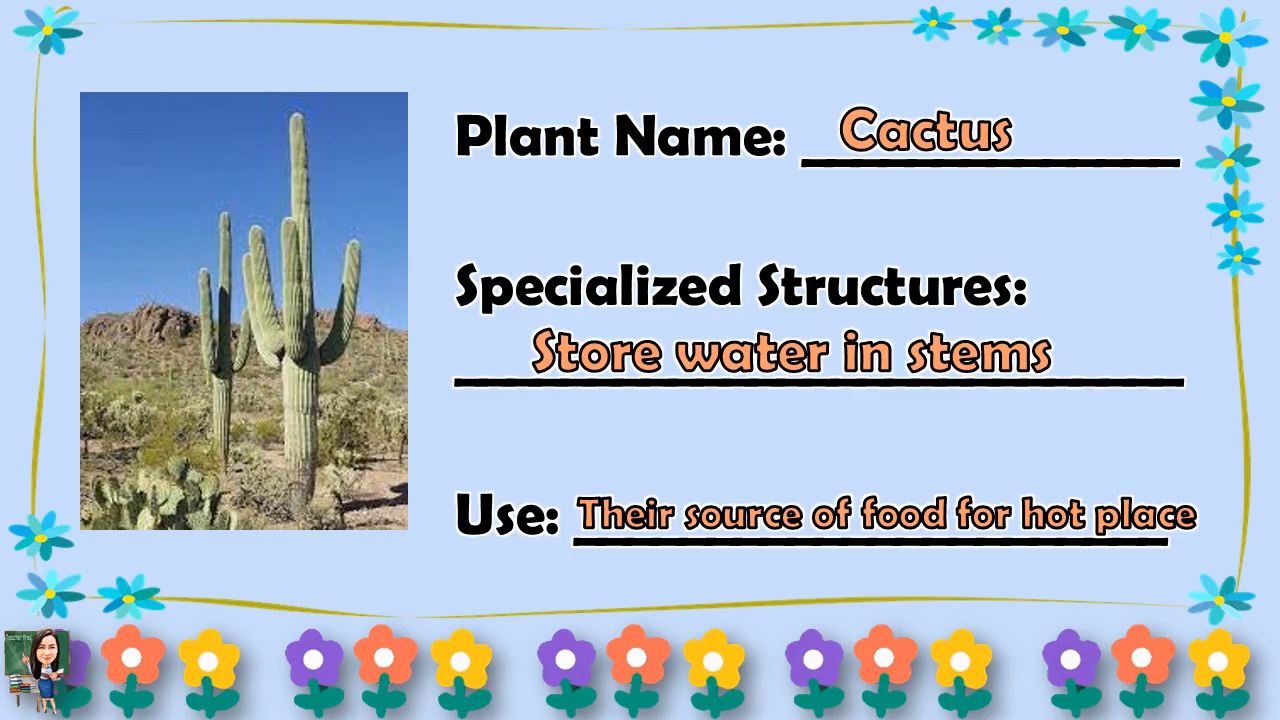 Plant Name: Cactus
Specialized Structures:
Store water in stems
Use: Their source of food for hot place